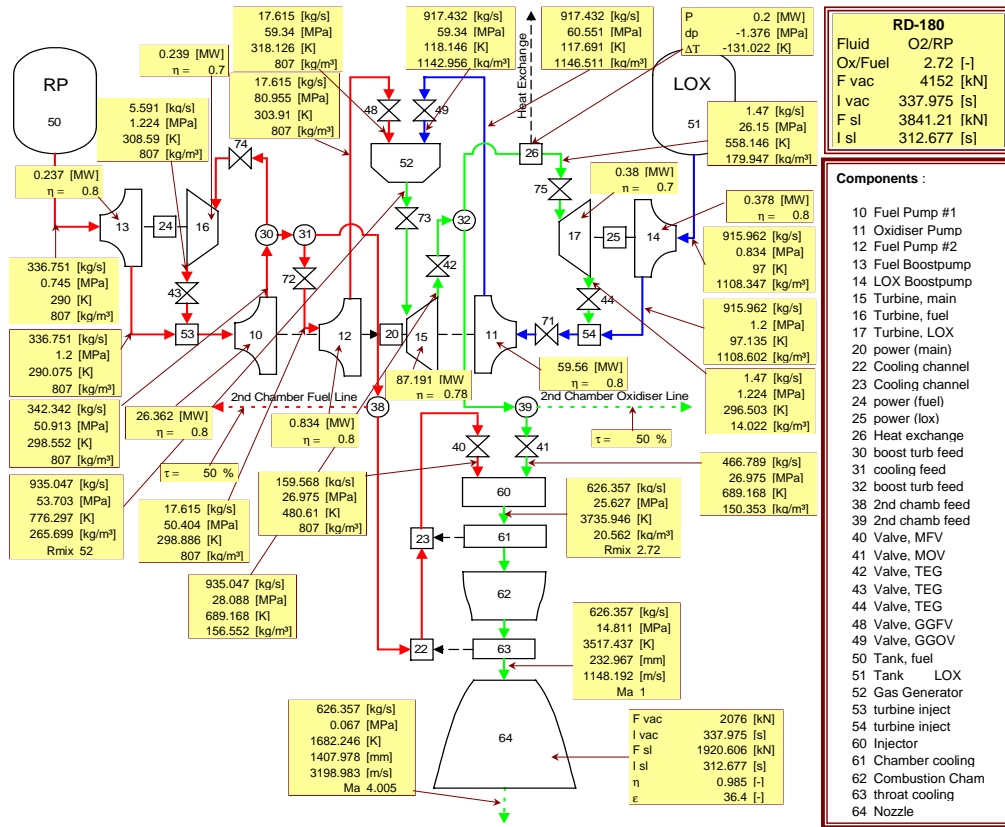 17.615 [kg/s]
59.34 [MPa]
318.126 [K]
807 [kg/m³]
917.432 [kg/s]
59.34 [MPa]
118.146 [K]
1142.956 [kg/m³]
917.432 [kg/s]
60.551 [MPa]
117.691 [K]
1146.511 [kg/m³]
P 0.2 [MW]
dp -1.376 [MPa]
ΔT -131.022 [K]
RD-180
Fluid O2/RP
Ox/Fuel 2.72 [-]
F vac 4152 [kN]
I vac 337.975 [s]
F sl 3841.21 [kN]
I sl 312.677 [s]
0.239 [MW]
η = 0.7
17.615 [kg/s]
80.955 [MPa]
303.91 [K]
807 [kg/m³]
RP
50
5.591 [kg/s]
1.224 [MPa]
308.59 [K]
807 [kg/m³]
Heat Exchange
LOX
51
1.47 [kg/s]
26.15 [MPa]
558.146 [K]
179.947 [kg/m³]
48
49
52
26
74
75
0.237 [MW]
η = 0.8
0.38 [MW]
η = 0.7
0.378 [MW]
η = 0.8
13
24
16
30
31
73
32
17
25
14
42
72
43
44
336.751 [kg/s]
0.745 [MPa]
290 [K]
807 [kg/m³]
915.962 [kg/s]
0.834 [MPa]
97 [K]
1108.347 [kg/m³]
53
10
12
20
15
11
71
54
336.751 [kg/s]
1.2 [MPa]
290.075 [K]
807 [kg/m³]
915.962 [kg/s]
1.2 [MPa]
97.135 [K]
1108.602 [kg/m³]
87.191 [MW]
η = 0.78
59.56 [MW]
η = 0.8
342.342 [kg/s]
50.913 [MPa]
298.552 [K]
807 [kg/m³]
26.362 [MW]
η = 0.8
2nd Chamber Fuel Line
38
39
2nd Chamber Oxidiser Line
1.47 [kg/s]
1.224 [MPa]
296.503 [K]
14.022 [kg/m³]
0.834 [MW]
η = 0.8
τ = 50 %
τ = 50 %
40
41
935.047 [kg/s]
53.703 [MPa]
776.297 [K]
265.699 [kg/m³]
Rmix 52
17.615 [kg/s]
50.404 [MPa]
298.886 [K]
807 [kg/m³]
159.568 [kg/s]
26.975 [MPa]
480.61 [K]
807 [kg/m³]
466.789 [kg/s]
26.975 [MPa]
689.168 [K]
150.353 [kg/m³]
60
626.357 [kg/s]
25.627 [MPa]
3735.946 [K]
20.562 [kg/m³]
Rmix 2.72
23
61
935.047 [kg/s]
28.088 [MPa]
689.168 [K]
156.552 [kg/m³]
62
22
63
626.357 [kg/s]
14.811 [MPa]
3517.437 [K]
232.967 [mm]
1148.192 [m/s]
Ma 1
626.357 [kg/s]
0.067 [MPa]
1682.246 [K]
1407.978 [mm]
3198.983 [m/s]
Ma 4.005
64
F vac 2076 [kN]
I vac 337.975 [s]
F sl 1920.606 [kN]
I sl 312.677 [s]
η 0.985 [-]
ε 36.4 [-]
Components :
10 Fuel Pump #1
11 Oxidiser Pump
12 Fuel Pump #2
13 Fuel Boostpump
14 LOX Boostpump
15 Turbine, main
16 Turbine, fuel
17 Turbine, LOX
20 power (main)
22 Cooling channel
23 Cooling channel
24 power (fuel)
25 power (lox)
26 Heat exchange
30 boost turb feed
31 cooling feed
32 boost turb feed
38 2nd chamb feed
39 2nd chamb feed
40 Valve, MFV
41 Valve, MOV
42 Valve, TEG
43 Valve, TEG
44 Valve, TEG
48 Valve, GGFV
49 Valve, GGOV
50 Tank, fuel
51 Tank LOX
52 Gas Generator
53 turbine inject
54 turbine inject
60 Injector
61 Chamber cooling
62 Combustion Cham
63 throat cooling
64 Nozzle